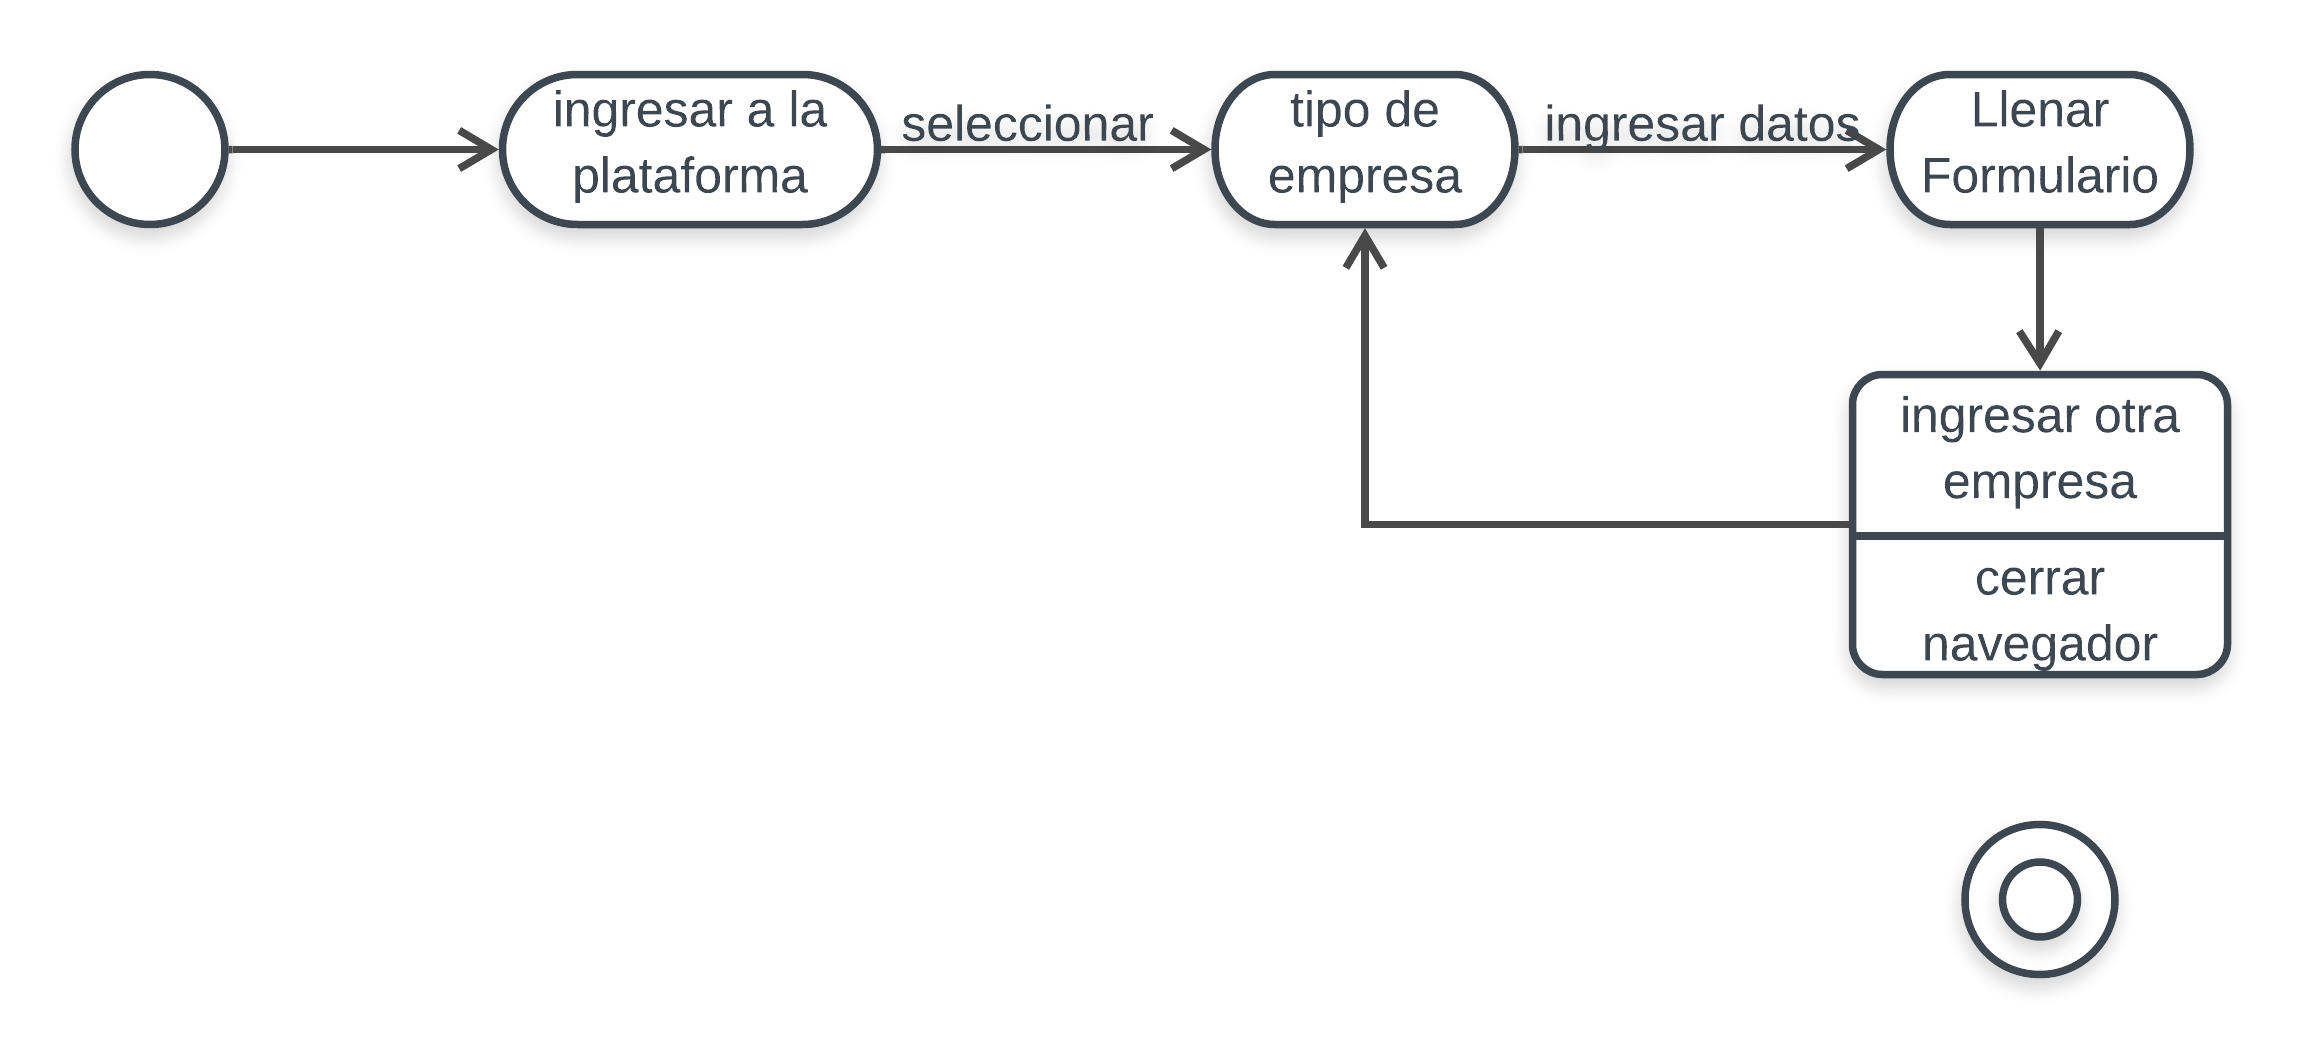 ingresar a la
plataforma
seleccionar
tipo de
empresa
ingresar datos
Llenar
Formulario
ingresar otra
empresa
cerrar
navegador